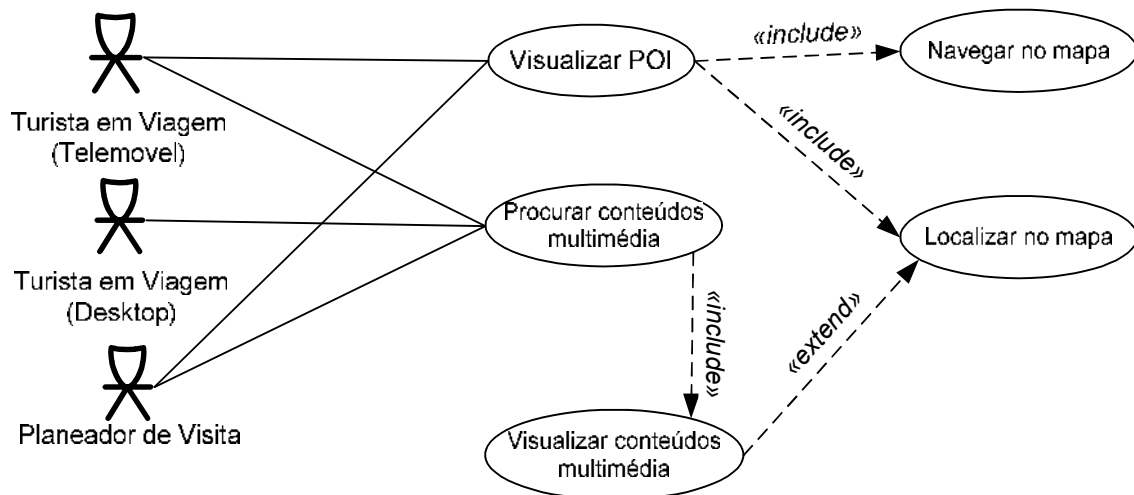 Visualizar POI
«include»
Navegar no mapa
Turista em Viagem
(Telemovel)
«include»
Procurar conteúdos
multimédia
Localizar no mapa
Turista em Viagem
(Desktop)
«include»
«extend»
Planeador de Visita
Visualizar conteúdos
multimédia